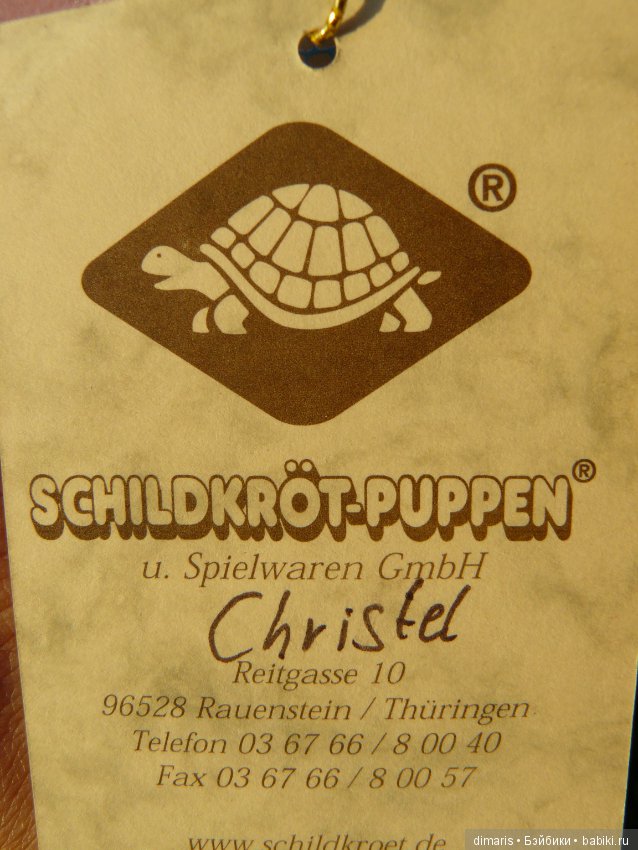 ®
SCHILDKRÖT-PUPPEN®
u. Spielwaren GmbH
Christel
Reitgasse 10
96528 Rauenstein / Thüringen
Telefon 03 67 66 / 8 00 40
Fax 03 67 66 / 8 00 57
www.schildkroet.de
dimaris • Бэйбики • babiki.ru